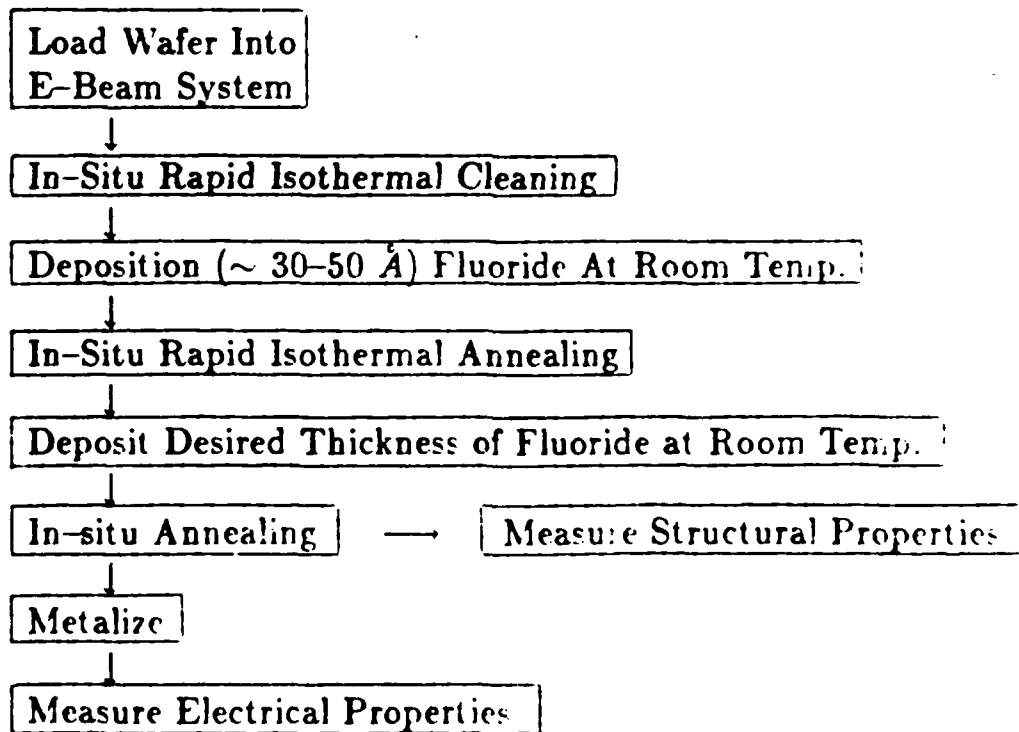 Load Wafer Into
E-Beam System
In-Situ Rapid Isothermal Cleaning
Deposition (~ 30-50 Å) Fluoride At Room Temp.
In-Situ Rapid Isothermal Annealing
Deposit Desired Thickness of Fluoride at Room Temp.
In-situ Annealing → Measure Structural Properties
Metalize
Measure Electrical Properties